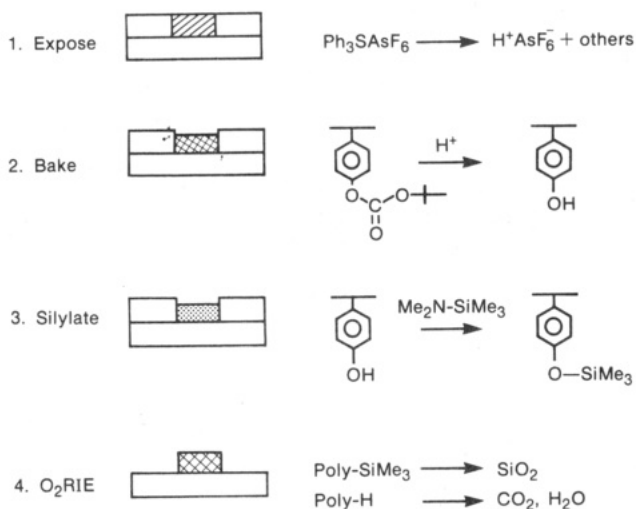 1. Expose
Ph₃SAsF₆ → H⁺AsF₆⁻ + others
2. Bake
H⁺
O O
C
O
OH
3. Silylate
Me₂N-SiMe₃
OH
O—SiMe₃
4. O₂RIE
Poly-SiMe₃ → SiO₂
Poly-H → CO₂, H₂O